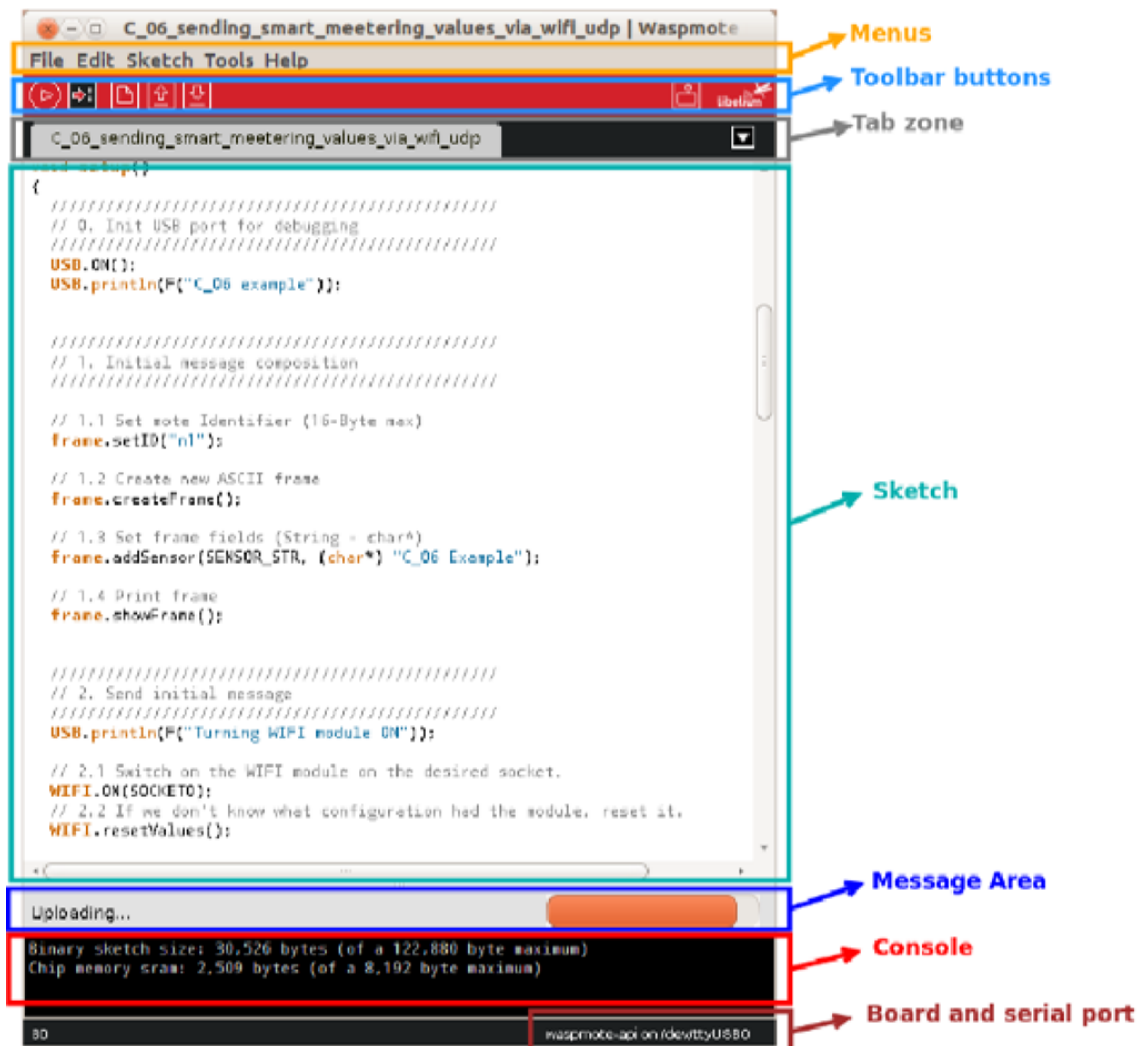 C_06_sending_smart_meetering_values_via_wifi_udp | Waspmote
Menus
File Edit Sketch Tools Help
Toolbar buttons
libelium
Tab zone
C_06_sending_smart_meetering_values_via_wifi_udp
void setup()
{
////////////////////////////////////////////////
// 0. Init USB port for debugging
////////////////////////////////////////////////
USB.ON();
USB.println(F("C_06 example"));
////////////////////////////////////////////////
// 1. Initial message composition
////////////////////////////////////////////////
// 1.1 Set mote Identifier (16-Byte max)
frame.setID("n1");
// 1.2 Create new ASCII frame
frame.createFrame();
Sketch
// 1.3 Set frame fields (String - char*)
frame.addSensor(SENSOR_STR, (char*) "C_06 Example");
// 1.4 Print frame
frame.showFrame();
////////////////////////////////////////////////
// 2. Send initial message
////////////////////////////////////////////////
USB.println(F("Turning WIFI module ON"));
// 2.1 Switch on the WIFI module on the desired socket.
WIFI.ON(SOCKET0);
// 2.2 If we don't know what configuration had the module, reset it.
WIFI.resetValues();
Message Area
Uploading...
Console
Binary sketch size: 30,526 bytes (of a 122,880 byte maximum)
Chip memory sram: 2,509 bytes (of a 8,192 byte maximum)
Board and serial port
80
waspmote-api on /dev/ttyUSB0